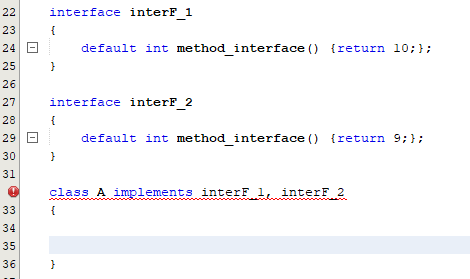 22 interface interF_1
23 {
24 default int method_interface() {return 10;};
25 }
26
27 interface interF_2
28 {
29 default int method_interface() {return 9;};
30 }
31
class A implements interF_1, interF_2
33 {
34
35
36 }